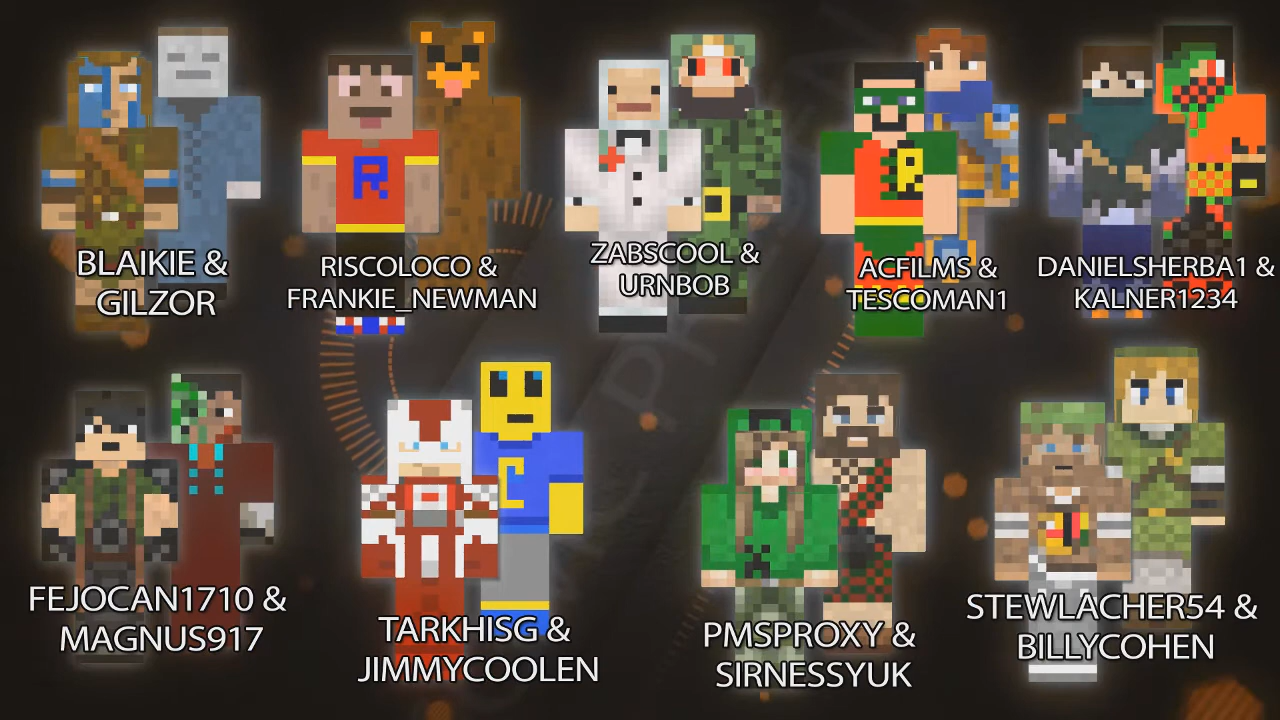 R
R
BLAIKIE &
GILZOR
RISCOLOCO &
FRANKIE_NEWMAN
ZABSCOOL &
URNBOB
ACFILMS &
TESCOMAN1
DANIELSHERBA1 &
KALNER1234
C
FEJOCAN1710 &
MAGNUS917
TARKHISG &
JIMMYCOOLEN
PMSPROXY &
SIRNESSYUK
STEWLACHER54 &
BILLYCOHEN